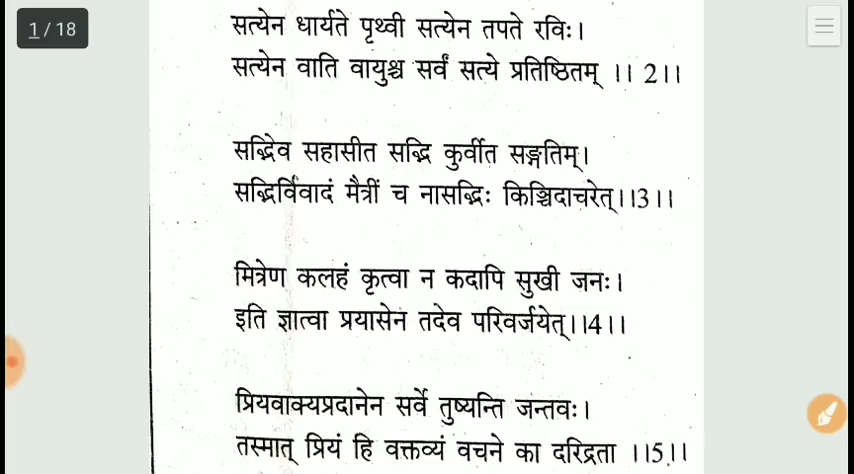 1 / 18
सत्येन धार्यते पृथ्वी सत्येन तपते रविः।
सत्येन वाति वायुश्च सर्वं सत्ये प्रतिष्ठितम् ।। 2।।
सद्भिेव सहासीत सद्भि कुर्वीत सङ्गतिम्।
सद्भिर्विवादं मैत्रीं च नासद्भिः किञ्चिदाचरेत्।।3।।
मित्रेण कलहं कृत्वा न कदापि सुखी जनः।
इति ज्ञात्वा प्रयासेन तदेव परिवर्जयेत्।।4।।
प्रियवाक्यप्रदानेन सर्वे तुष्यन्ति जन्तवः।
तस्मात् प्रियं हि वक्तव्यं वचने का दरिद्रता ।।5।।